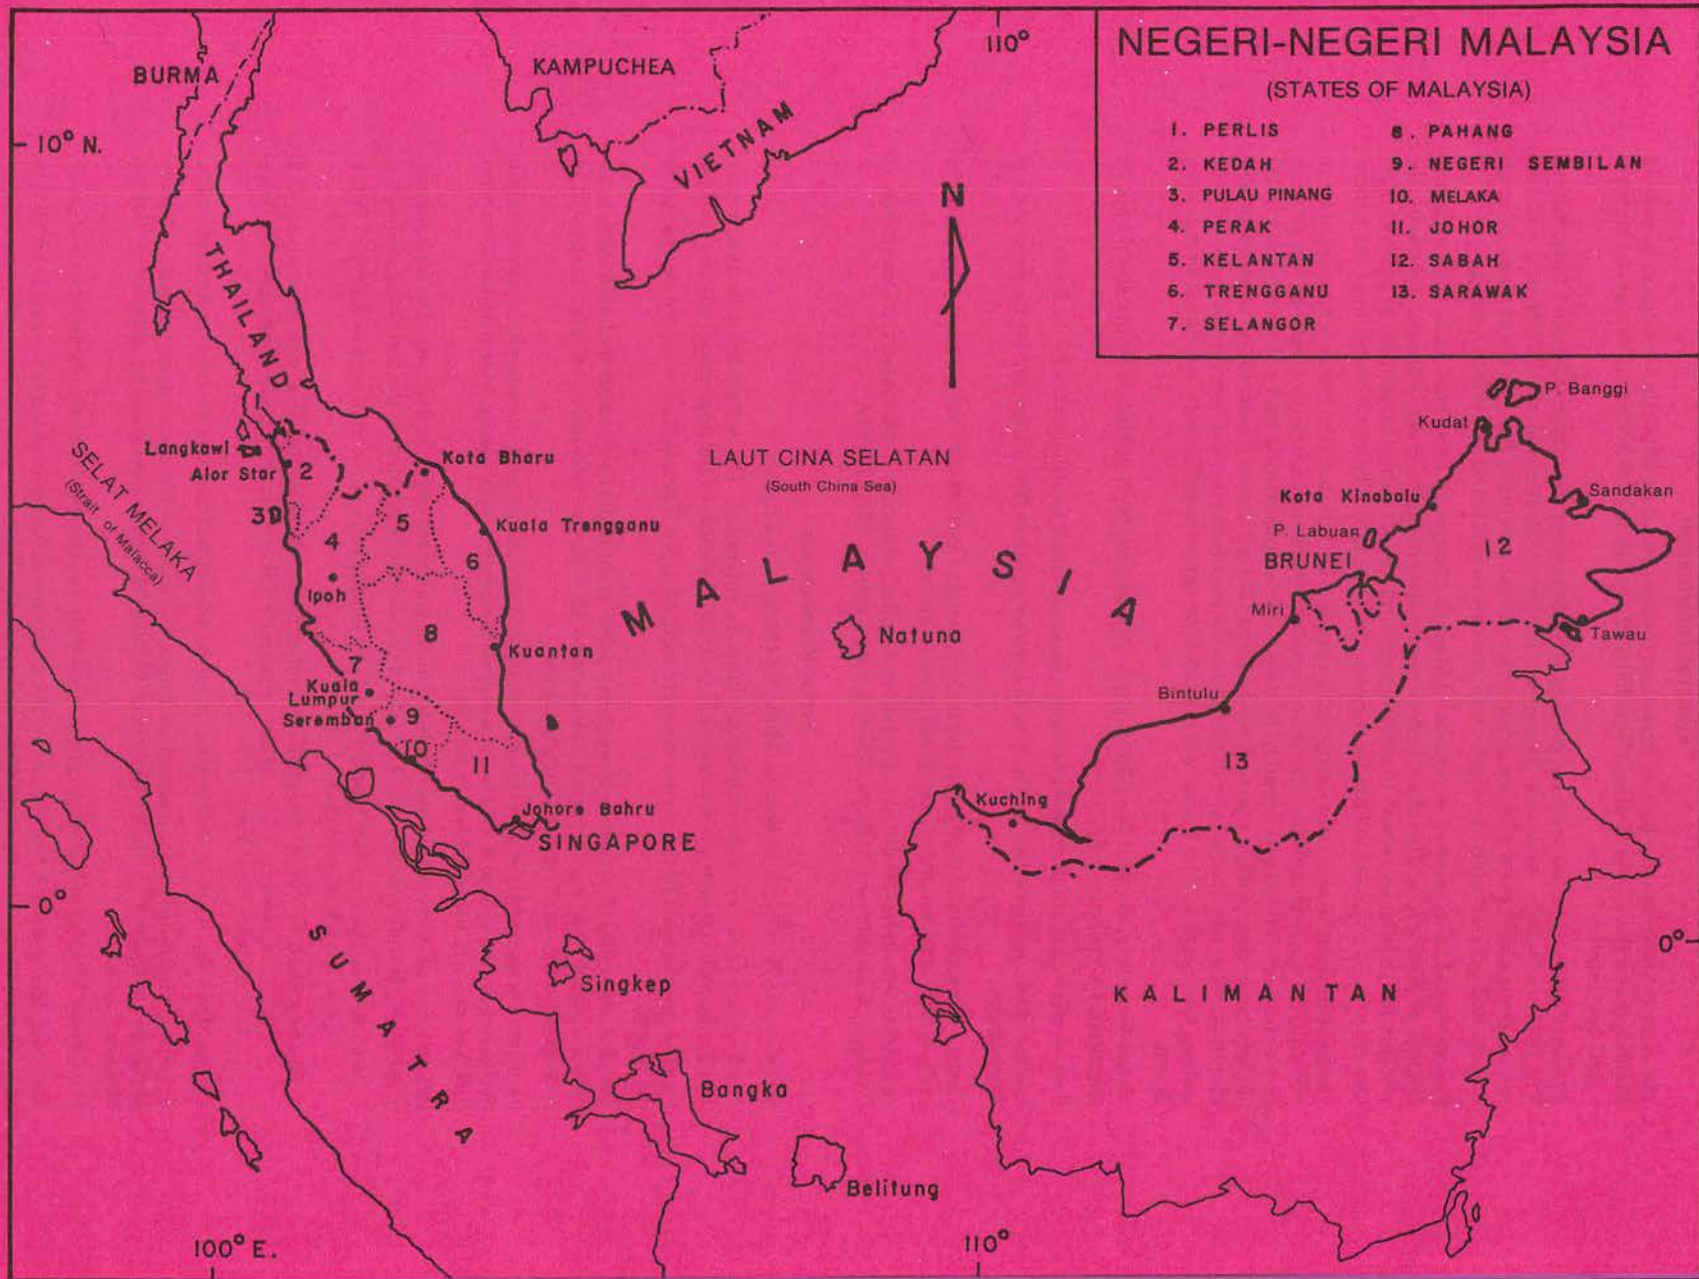 NEGERI-NEGERI MALAYSIA
(STATES OF MALAYSIA)
1. PERLIS
2. KEDAH
3. PULAU PINANG
4. PERAK
5. KELANTAN
6. TRENGGANU
7. SELANGOR
8. PAHANG
9. NEGERI SEMBILAN
10. MELAKA
11. JOHOR
12. SABAH
13. SARAWAK
BURMA
KAMPUCHEA
110°
10° N.
VIETNAM
N
THAILAND
P. Banggi
Kudat
Langkawi
Alor Star
2
Kota Bharu
LAUT CINA SELATAN
(South China Sea)
SELAT MELAKA
(Strait of Malacca)
Kota Kinabalu
Sandakan
3
5
Kuala Trengganu
4
6
P. Labuan
BRUNEI
12
Ipoh
MALAYSIA
Miri
8
Natuna
Tawau
Kuantan
7
Kuala
Lumpur
Seremban
9
Bintulu
10
11
13
Johore Bahru
SINGAPORE
Kuching
0°
0°
SUMATRA
Singkep
KALIMANTAN
Bangka
Belitung
100° E.
110°